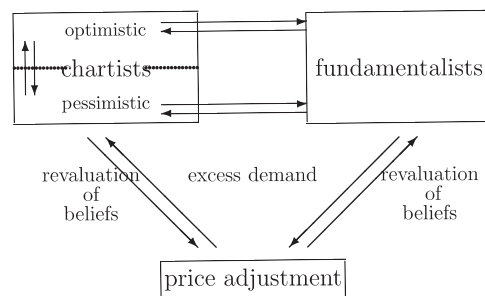 optimistic
chartists
pessimistic
fundamentalists
revaluation
of
beliefs
excess demand
revaluation
of
beliefs
price adjustment